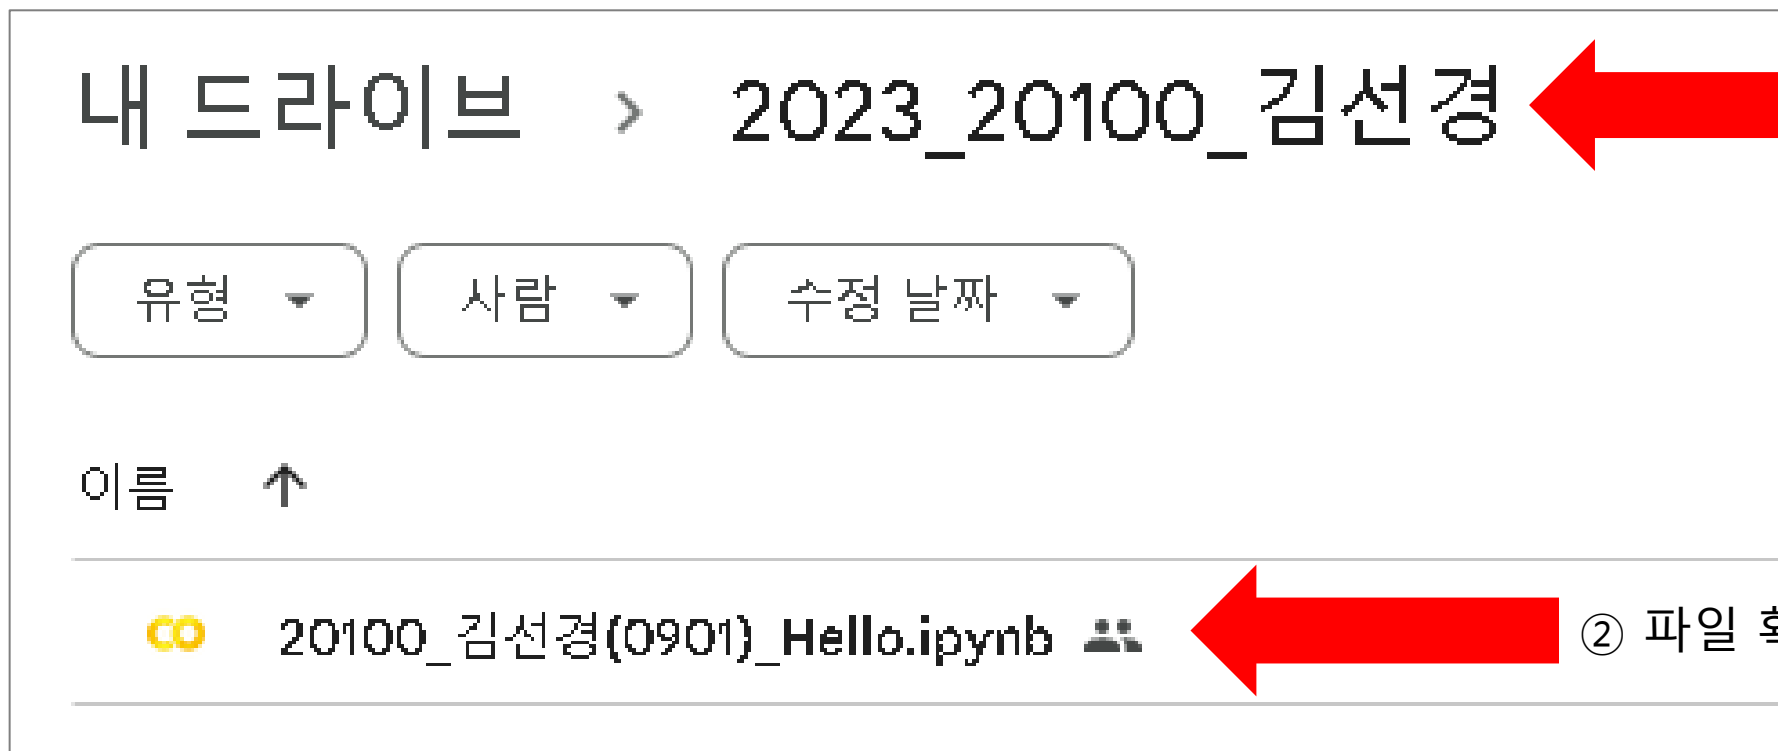 내 드라이브 > 2023_20100_김선경
유형 사람 수정 날짜
이름
20100_김선경(0901)_Hello.ipynb ② 파일